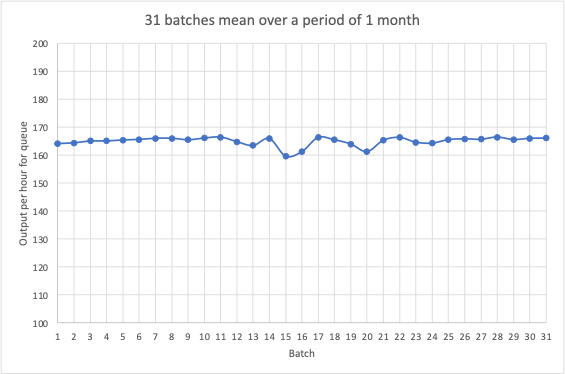 31 batches mean over a period of 1 month
Output per hour for queue
200
190
180
170
160
150
140
130
120
110
100
1 2 3 4 5 6 7 8 9 10 11 12 13 14 15 16 17 18 19 20 21 22 23 24 25 26 27 28 29 30 31
Batch